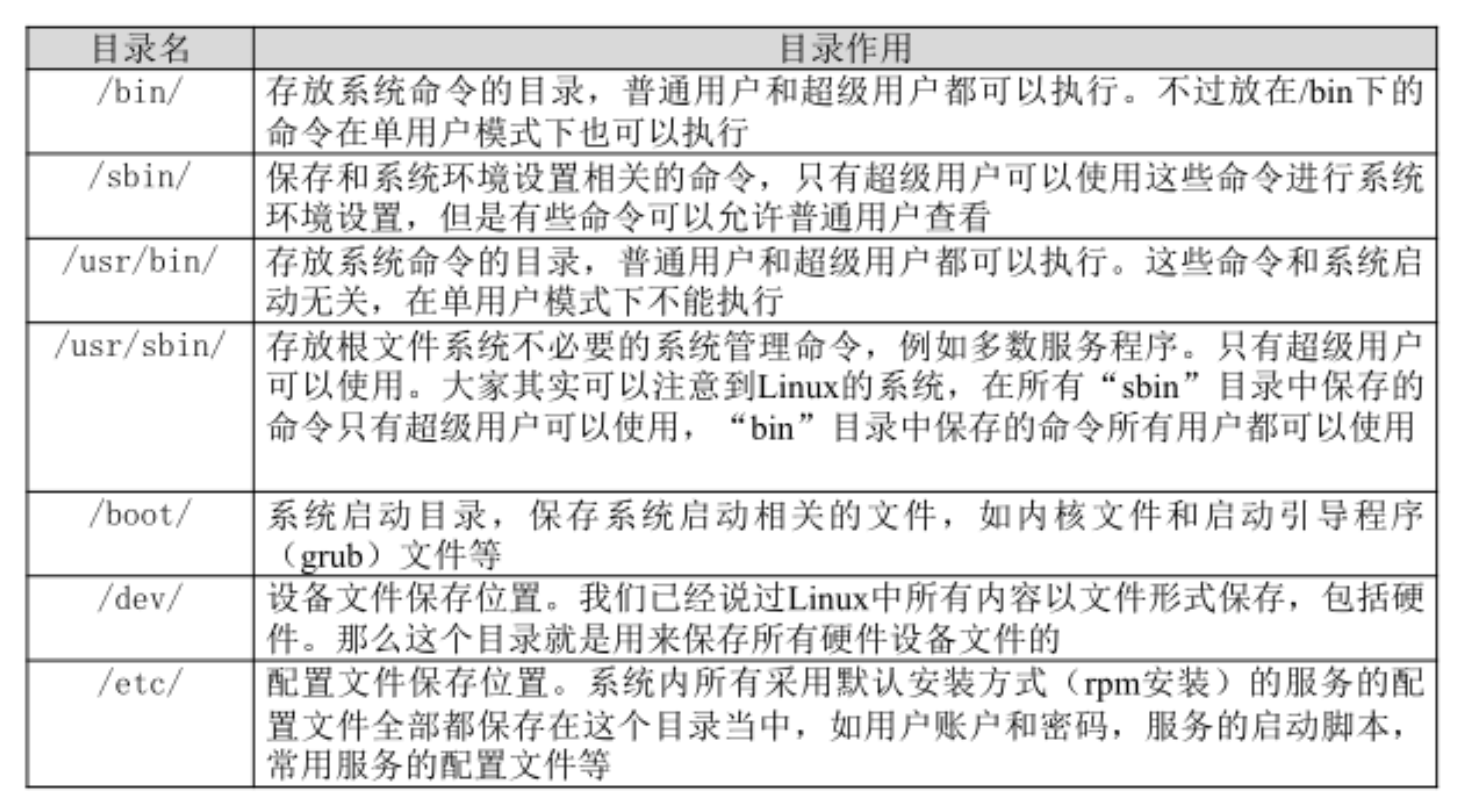 目录名 目录作用
/bin/ 存放系统命令的目录，普通用户和超级用户都可以执行。不过放在/bin下的
命令在单用户模式下也可以执行
/sbin/ 保存和系统环境设置相关的命令，只有超级用户可以使用这些命令进行系统
环境设置，但是有些命令可以允许普通用户查看
/usr/bin/ 存放系统命令的目录，普通用户和超级用户都可以执行。这些命令和系统启
动无关，在单用户模式下不能执行
/usr/sbin/ 存放根文件系统不必要的系统管理命令，例如多数服务程序。只有超级用户
可以使用。大家其实可以注意到Linux的系统，在所有“sbin”目录中保存的
命令只有超级用户可以使用，“bin”目录中保存的命令所有用户都可以使用
/boot/ 系统启动目录，保存系统启动相关的文件，如内核文件和启动引导程序
（grub）文件等
/dev/ 设备文件保存位置。我们已经说过Linux中所有内容以文件形式保存，包括硬
件。那么这个目录就是用来保存所有硬件设备文件的
/etc/ 配置文件保存位置。系统内所有采用默认安装方式（rpm安装）的服务的配
置文件全部都保存在这个目录当中，如用户账户和密码，服务的启动脚本，
常用服务的配置文件等